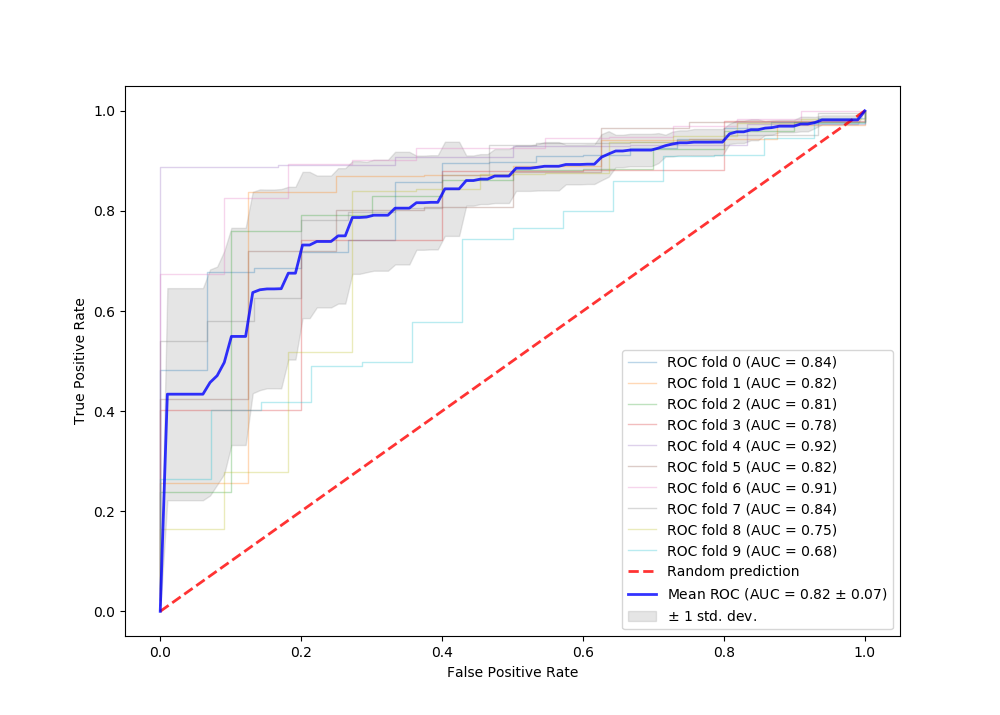 1.0
0.8
0.6
0.4
0.2
0.0
True Positive Rate
0.0 0.2 0.4 0.6 0.8 1.0
False Positive Rate
ROC fold 0 (AUC = 0.84)
ROC fold 1 (AUC = 0.82)
ROC fold 2 (AUC = 0.81)
ROC fold 3 (AUC = 0.78)
ROC fold 4 (AUC = 0.92)
ROC fold 5 (AUC = 0.82)
ROC fold 6 (AUC = 0.91)
ROC fold 7 (AUC = 0.84)
ROC fold 8 (AUC = 0.75)
ROC fold 9 (AUC = 0.68)
Random prediction
Mean ROC (AUC = 0.82 ± 0.07)
± 1 std. dev.